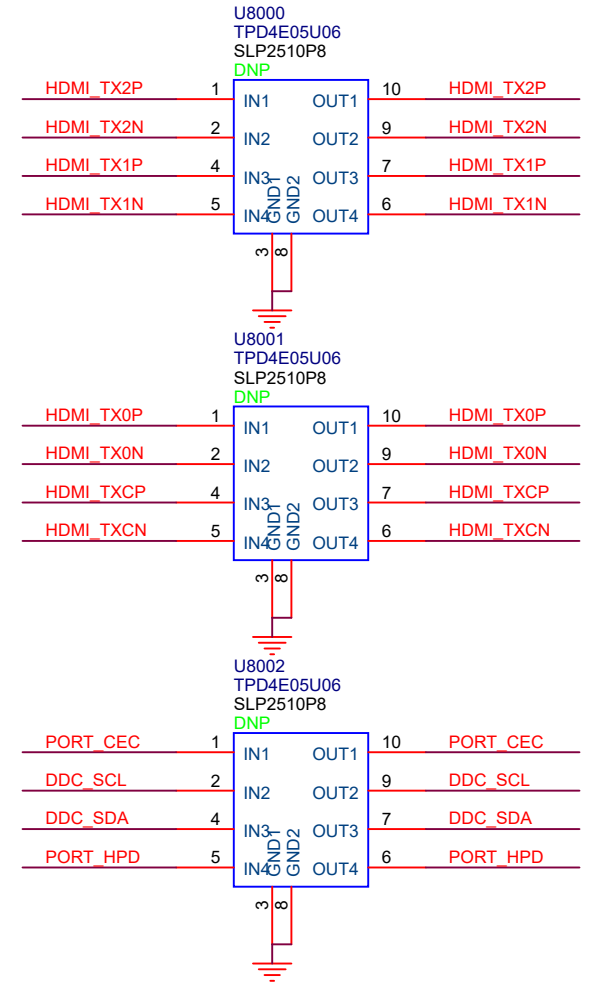 U8000
TPD4E05U06
SLP2510P8
DNP
HDMI_TX2P 1 IN1 OUT1 10 HDMI_TX2P
HDMI_TX2N 2 IN2 OUT2 9 HDMI_TX2N
HDMI_TX1P 4 IN3 OUT3 7 HDMI_TX1P
HDMI_TX1N 5 IN4 OUT4 6 HDMI_TX1N
GND1
GND2
3
8
U8001
TPD4E05U06
SLP2510P8
DNP
HDMI_TX0P 1 IN1 OUT1 10 HDMI_TX0P
HDMI_TX0N 2 IN2 OUT2 9 HDMI_TX0N
HDMI_TXCP 4 IN3 OUT3 7 HDMI_TXCP
HDMI_TXCN 5 IN4 OUT4 6 HDMI_TXCN
GND1
GND2
3
8
U8002
TPD4E05U06
SLP2510P8
DNP
PORT_CEC 1 IN1 OUT1 10 PORT_CEC
DDC_SCL 2 IN2 OUT2 9 DDC_SCL
DDC_SDA 4 IN3 OUT3 7 DDC_SDA
PORT_HPD 5 IN4 OUT4 6 PORT_HPD
GND1
GND2
3
8